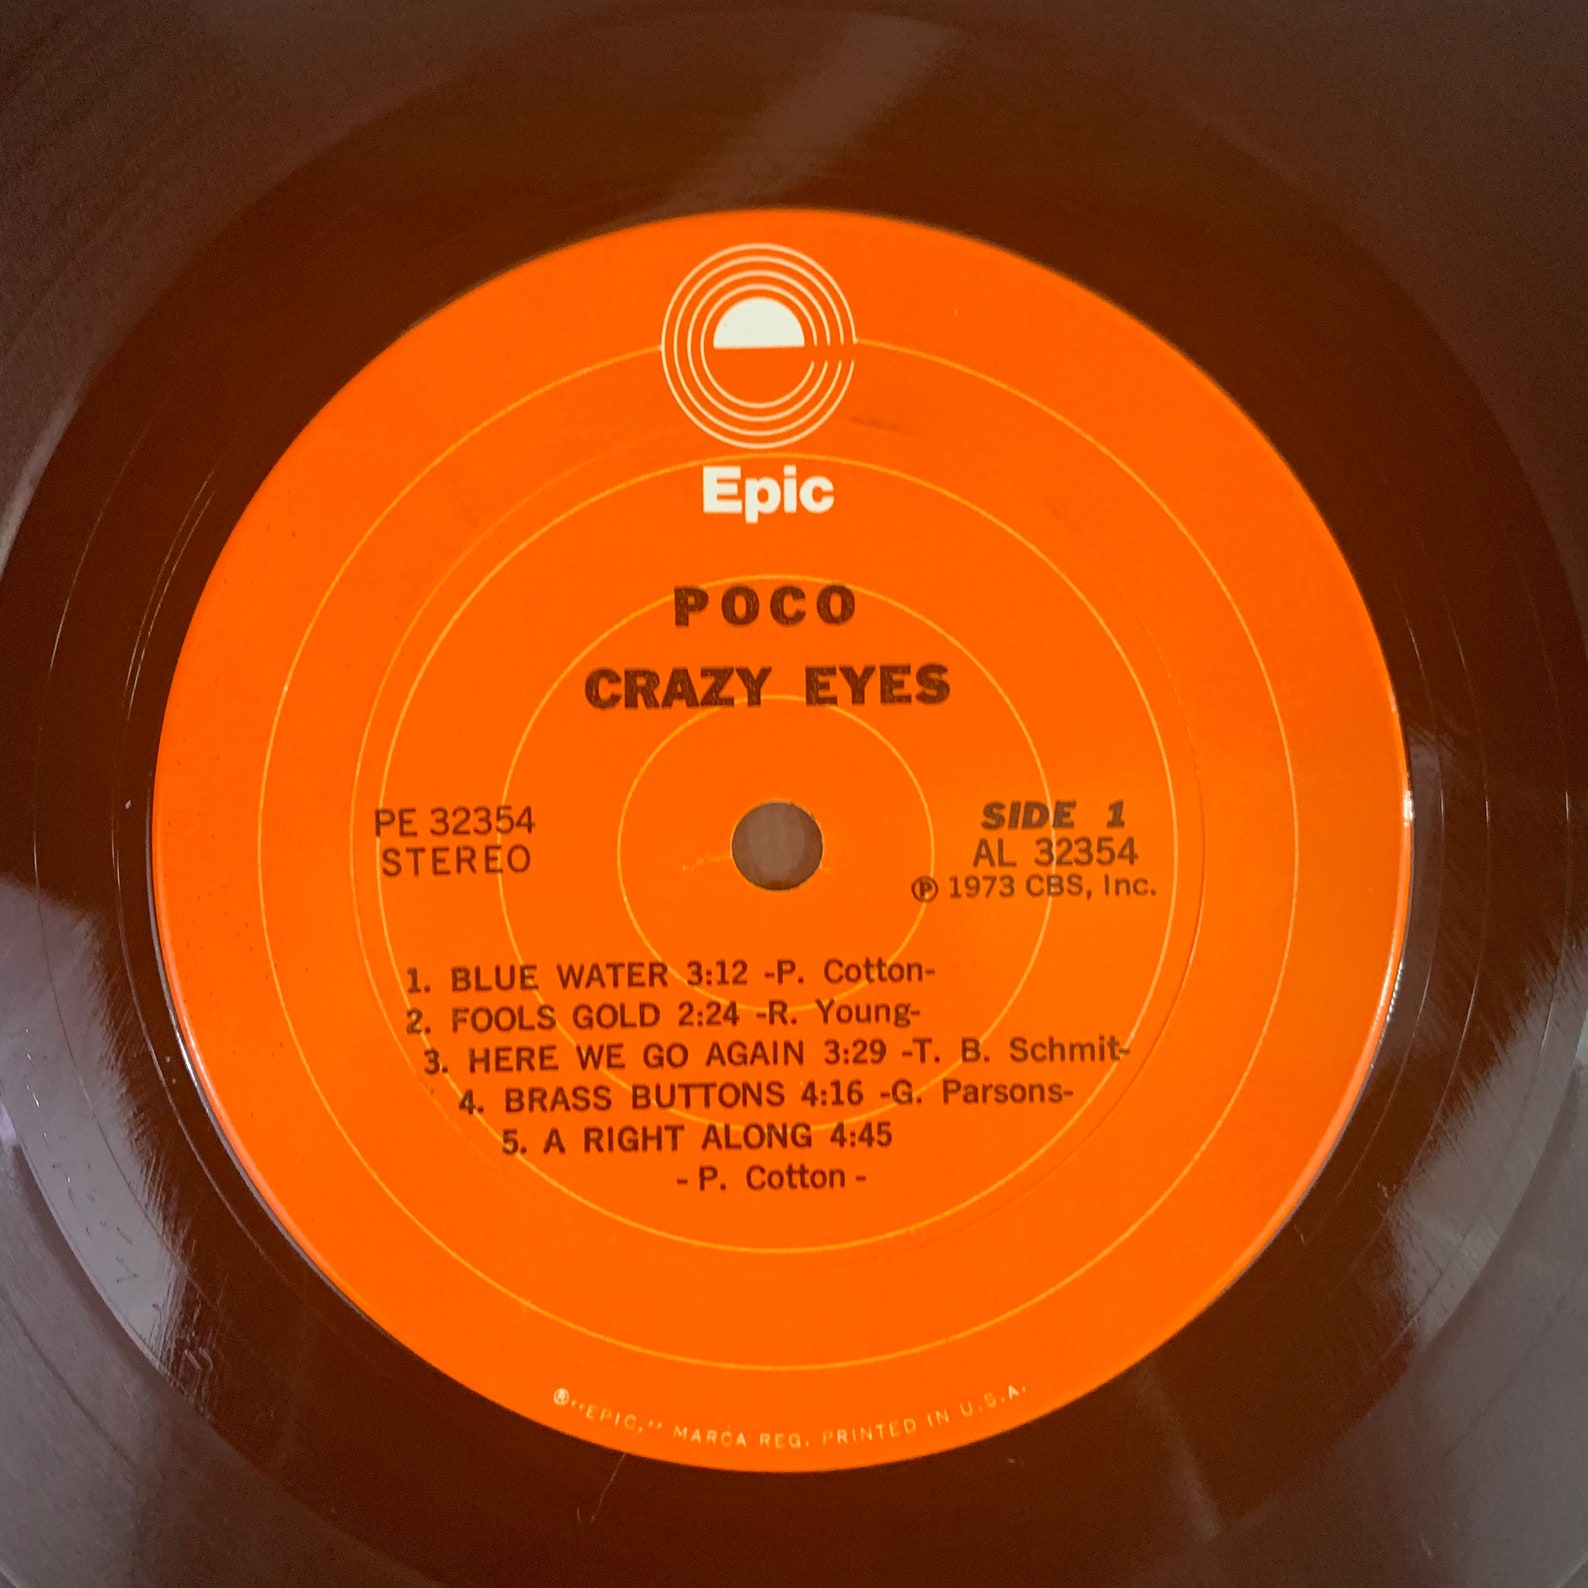 Epic
POCO
CRAZY EYES
PE 32354
STEREO
SIDE 1
AL 32354
Ⓟ 1973 CBS, Inc.
1. BLUE WATER 3:12 -P. Cotton-
2. FOOLS GOLD 2:24 -R. Young-
3. HERE WE GO AGAIN 3:29 -T. B. Schmit-
4. BRASS BUTTONS 4:16 -G. Parsons-
5. A RIGHT ALONG 4:45
- P. Cotton -
®"EPIC," MARCA REG. PRINTED IN U.S.A.